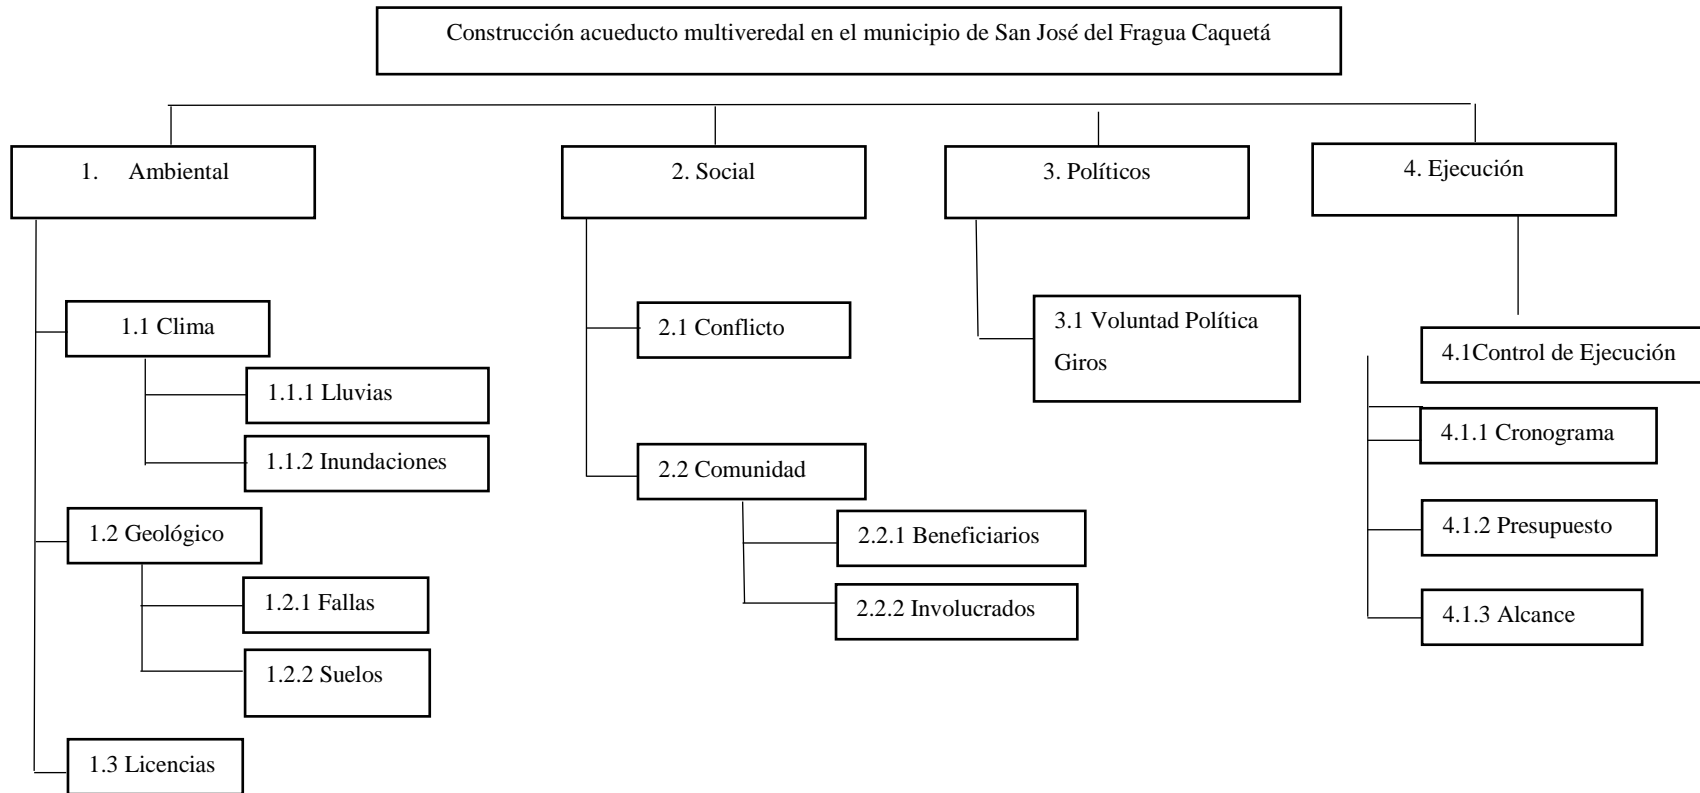 Construcción acueducto multiveredal en el municipio de San José del Fragua Caquetá
1. Ambiental
2. Social
3. Políticos
4. Ejecución
1.1 Clima
1.1.1 Lluvias
1.1.2 Inundaciones
1.2 Geológico
1.2.1 Fallas
1.2.2 Suelos
1.3 Licencias
2.1 Conflicto
2.2 Comunidad
2.2.1 Beneficiarios
2.2.2 Involucrados
3.1 Voluntad Política
Giros
4.1Control de Ejecución
4.1.1 Cronograma
4.1.2 Presupuesto
4.1.3 Alcance